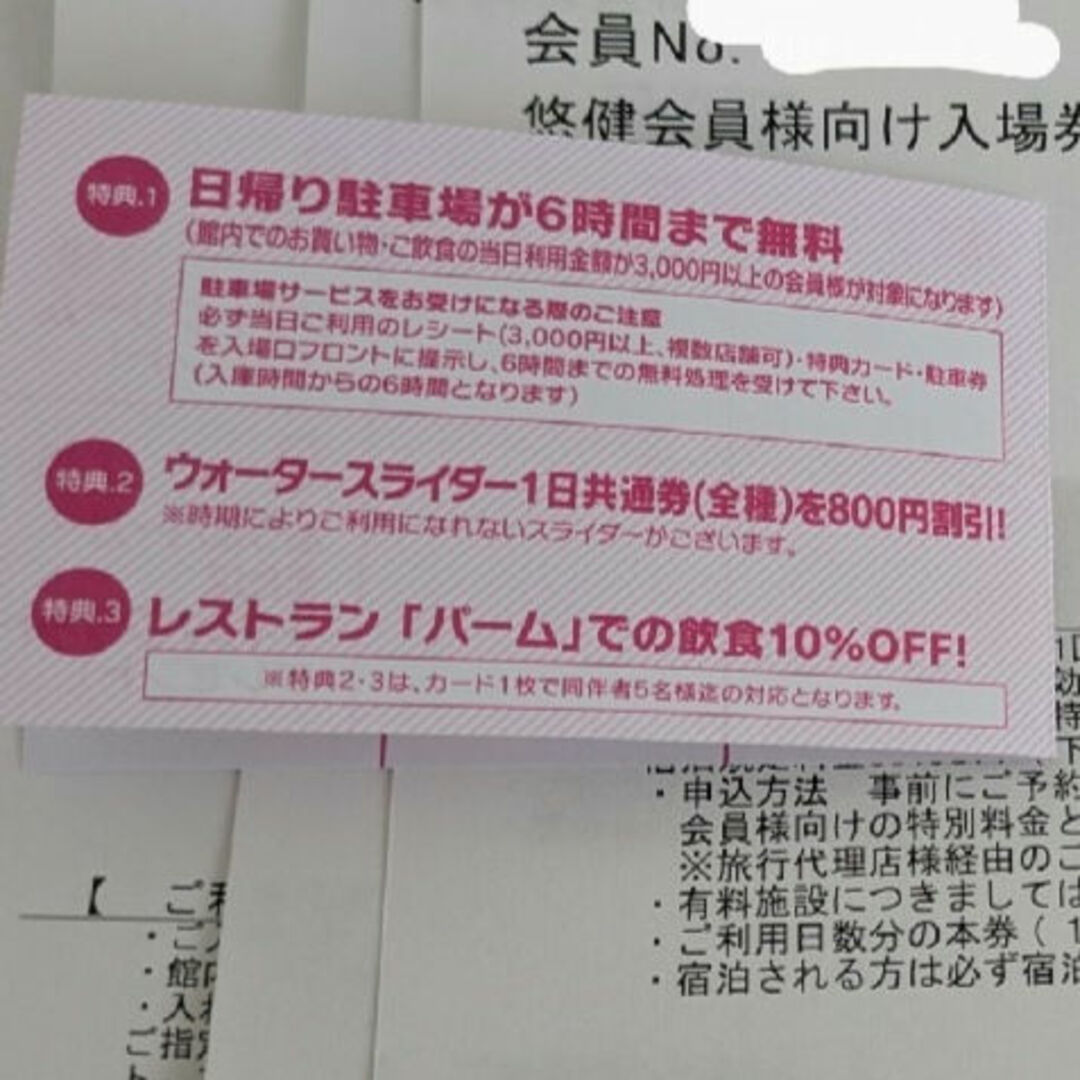 会員No.
悠健会員様向け入場券
特典.1
日帰り駐車場が6時間まで無料
(館内でのお買い物・ご飲食の当日利用金額が3,000円以上の会員様が対象になります)
駐車場サービスをお受けになる際のご注意
必ず当日ご利用のレシート(3,000円以上、複数店舗可)・特典カード・駐車券
を入場口フロントに提示し、6時間までの無料処理を受けて下さい。
(入庫時間からの6時間となります)
特典.2
ウォータースライダー1日共通券(全種)を800円割引!
※時期によりご利用になれないスライダーがございます。
特典.3
レストラン「パーム」での飲食10%OFF!
※特典2・3は、カード1枚で同伴者5名様迄の対応となります。
・申込方法 事前にご予約
会員様向けの特別料金と
※旅行代理店様経由のご
・有料施設につきましては
・ご利用日数分の本券(1
・宿泊される方は必ず宿泊
【 ご利
・ご入
・館内
・入
ご指定